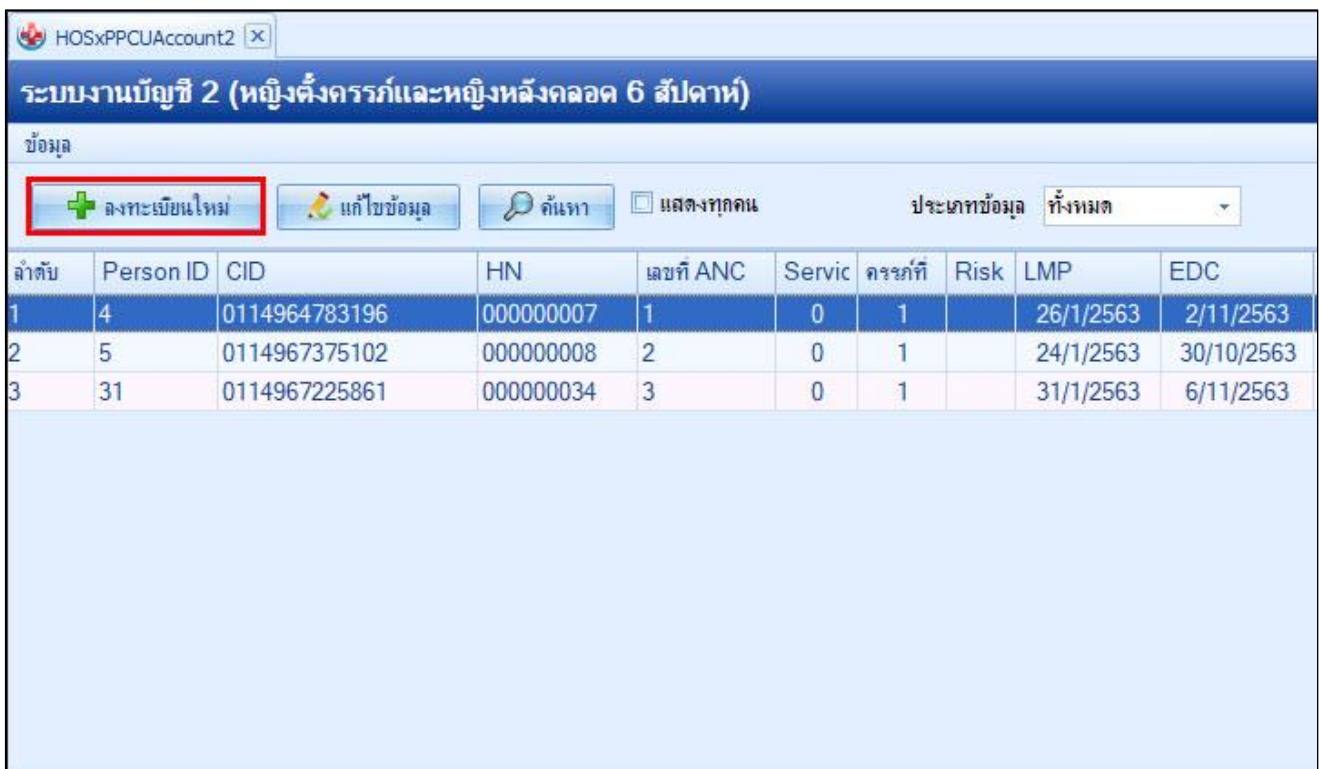 HOSxPPCUAccount2
ระบบงานบัญชี 2 (หญิงตั้งครรภ์และหญิงหลังคลอด 6 สัปดาห์)
ข้อมูล
ลงทะเบียนใหม่ แก้ไขข้อมูล ค้นหา แสดงทุกคน ประเภทข้อมูล ทั้งหมด
ลำดับ Person ID CID HN เลขที่ ANC Servic ครรภ์ที่ Risk LMP EDC
1 4 0114964783196 000000007 1 0 1 26/1/2563 2/11/2563
2 5 0114967375102 000000008 2 0 1 24/1/2563 30/10/2563
3 31 0114967225861 000000034 3 0 1 31/1/2563 6/11/2563